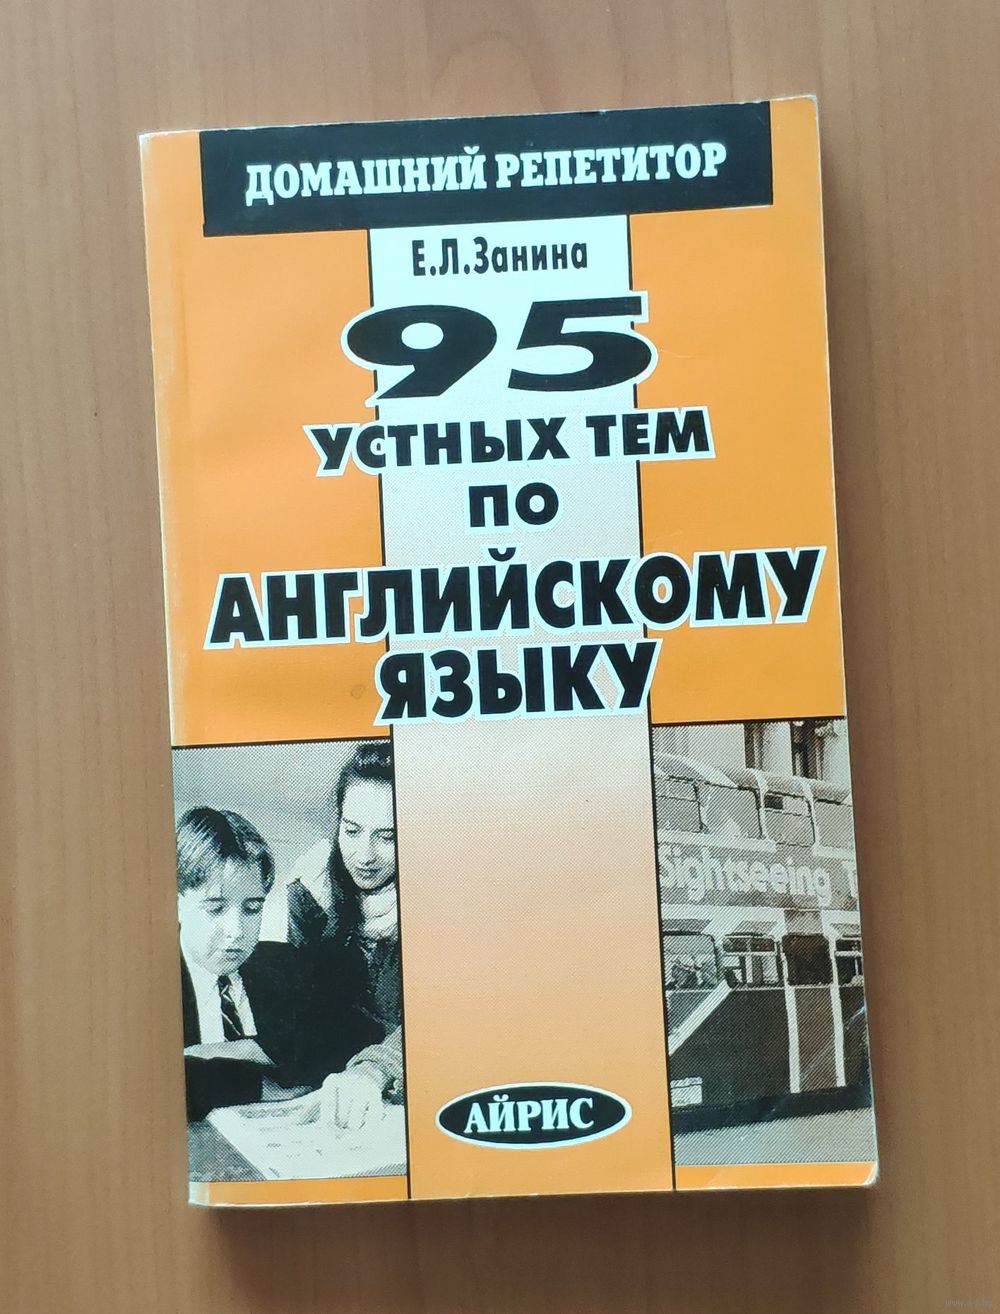 ДОМАШНИЙ РЕПЕТИТОР
Е.Л.Занина
95
УСТНЫХ ТЕМ
ПО
АНГЛИЙСКОМУ
ЯЗЫКУ
Sightseeing T
АЙРИС